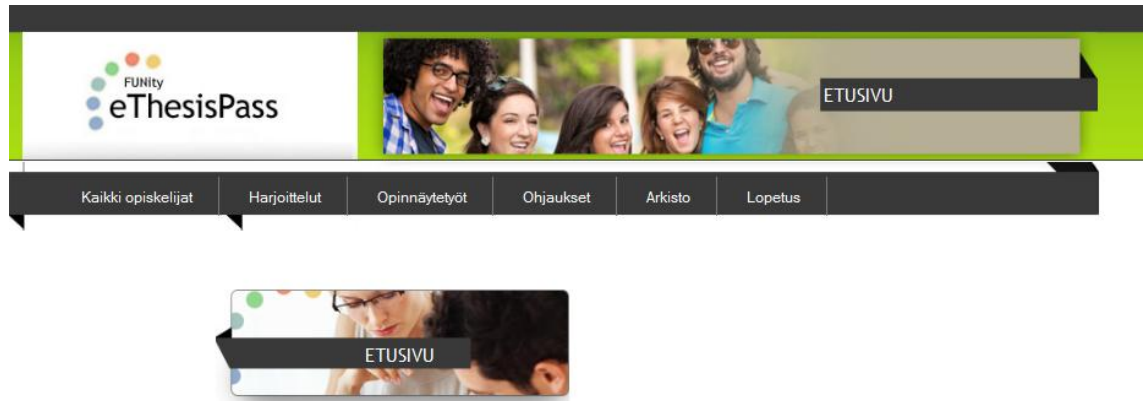 FUNity
eThesisPass
ETUSIVU
Kaikki opiskelijat Harjoittelut Opinnäytetyöt Ohjaukset Arkisto Lopetus
ETUSIVU